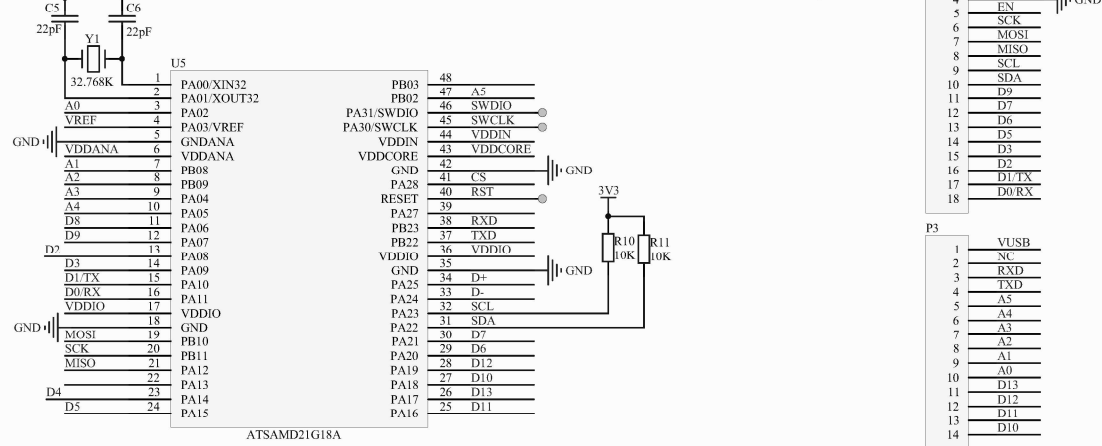 C5 C6
22pF 22pF
Y1
32.768K
U5
1 PA00/XIN32 PB03 48
2 PA01/XOUT32 PB02 47 A5
A0 3 PA02 PA31/SWDIO 46 SWDIO
VREF 4 PA03/VREF PA30/SWCLK 45 SWCLK
GND 5 GNDANA VDDIN 44 VDDIN
VDDANA 6 VDDANA VDDCORE 43 VDDCORE
A1 7 PB08 GND 42 GND
A2 8 PB09 PA28 41 CS
A3 9 PA04 RESET 40 RST
A4 10 PA05 PA27 39
D8 11 PA06 PB23 38 RXD
D9 12 PA07 PB22 37 TXD
D2 13 PA08 VDDIO 36 VDDIO
D3 14 PA09 GND 35 GND
D1/TX 15 PA10 PA25 34 D+
D0/RX 16 PA11 PA24 33 D-
VDDIO 17 VDDIO PA23 32 SCL
GND 18 GND PA22 31 SDA
MOSI 19 PB10 PA21 30 D7
SCK 20 PB11 PA20 29 D6
MISO 21 PA12 PA19 28 D12
22 PA13 PA18 27 D10
D4 23 PA14 PA17 26 D13
D5 24 PA15 PA16 25 D11
ATSAMD21G18A
3V3
R10 R11
10K 10K
4 GND
5 EN
6 SCK
7 MOSI
8 MISO
9 SCL
10 SDA
11 D9
12 D7
13 D6
14 D5
15 D3
16 D2
17 D1/TX
18 D0/RX
P3
1 VUSB
2 NC
3 RXD
4 TXD
5 A5
6 A4
7 A3
8 A2
9 A1
10 A0
11 D13
12 D12
13 D11
14 D10